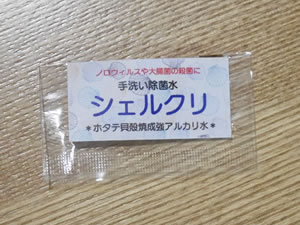 ノロウィルスや大腸菌の殺菌に
手洗い除菌水
シェルクリ
＊ホタテ貝殻焼成強アルカリ水＊